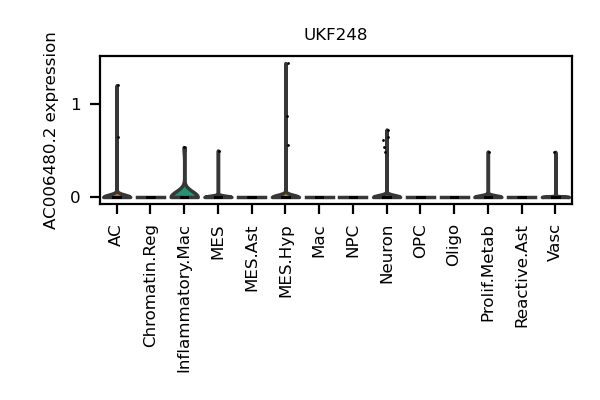 UKF248
AC006480.2 expression
1
0
AC
Chromatin.Reg
Inflammatory.Mac
MES
MES.Ast
MES.Hyp
Mac
NPC
Neuron
OPC
Oligo
Prolif.Metab
Reactive.Ast
Vasc